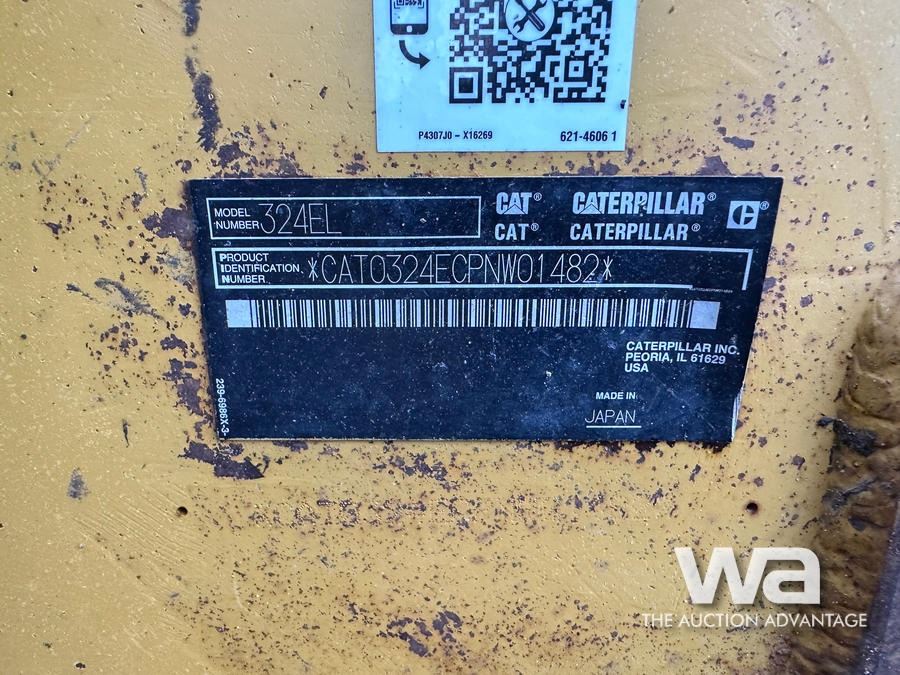 P4307J0 - X16269
621-4606 1
MODEL NUMBER 324EL
CAT® CATERPILLAR®
CAT® CATERPILLAR®
PRODUCT IDENTIFICATION NUMBER *CAT0324ECPNW01482*
CATERPILLAR INC.
PEORIA, IL 61629
USA
MADE IN
JAPAN
239-6986X-3
wa
THE AUCTION ADVANTAGE